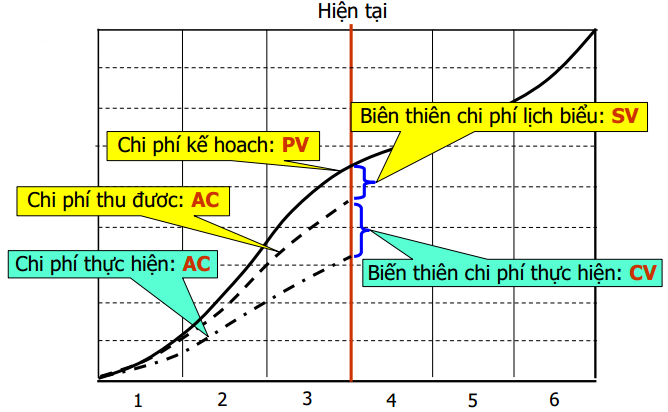 Hiện tại
Biên thiên chi phí lịch biểu: SV
Chi phí kế hoach: PV
Chi phí thu đươc: AC
Chi phí thực hiện: AC
Biến thiên chi phí thực hiện: CV
1 2 3 4 5 6